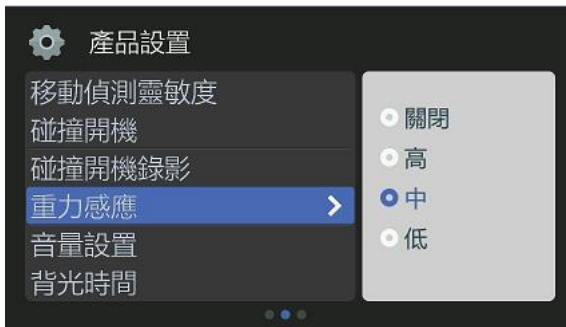 產品設置
移動偵測靈敏度
碰撞開機
碰撞開機錄影
重力感應
音量設置
背光時間
關閉
高
中
低